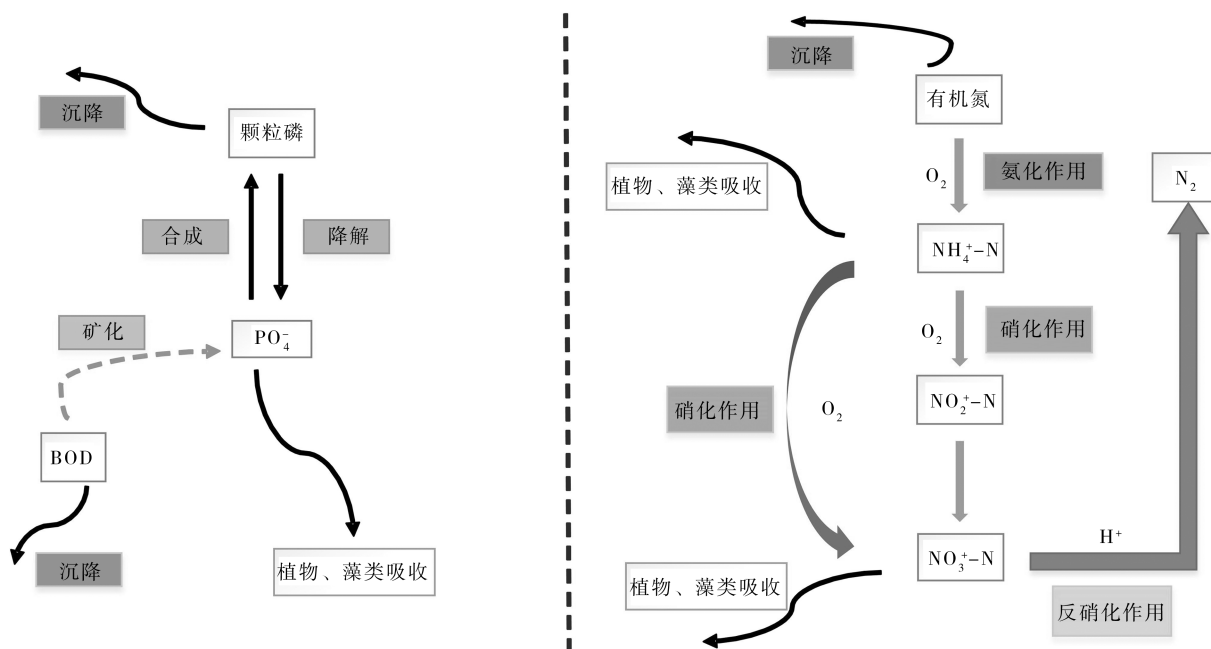 沉降
颗粒磷
合成
降解
矿化
PO₄⁻
BOD
沉降
植物、藻类吸收
沉降
有机氮
O₂
氨化作用
N₂
植物、藻类吸收
NH₄⁺-N
O₂
硝化作用
硝化作用
O₂
NO₂⁺-N
植物、藻类吸收
NO₃⁺-N
H⁺
反硝化作用